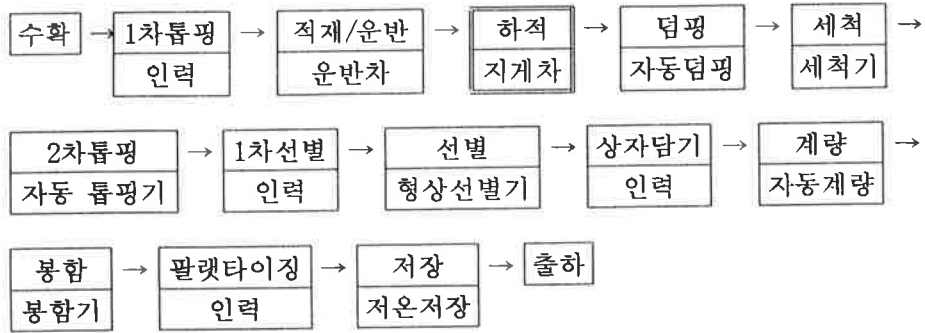 수확 → 1차톱핑 → 적재/운반 → 하적 → 덤핑 → 세척 →
인력 운반차 지게차 자동덤핑 세척기
2차톱핑 → 1차선별 → 선별 → 상자담기 → 계량 →
자동 톱핑기 인력 형상선별기 인력 자동계량
봉함 → 팔랫타이징 → 저장 → 출하
봉함기 인력 저온저장